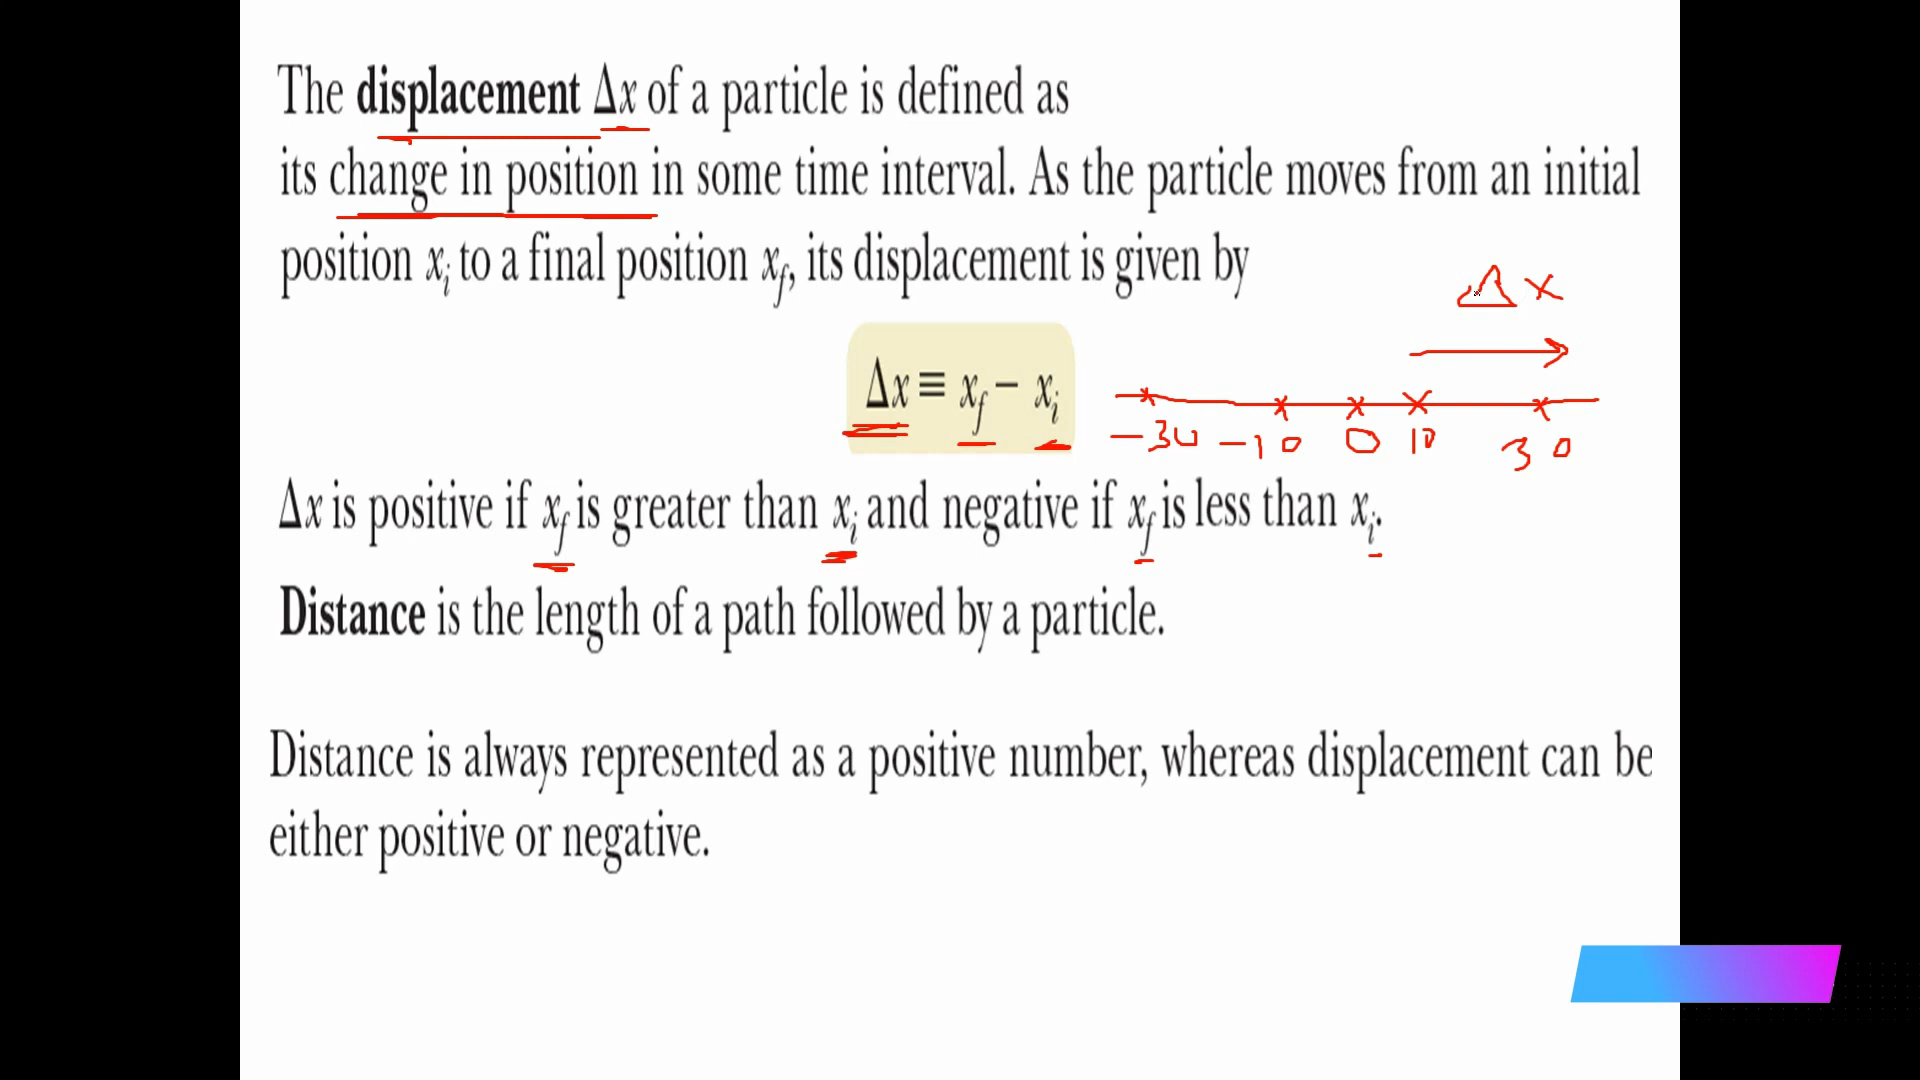 The displacement Δx of a particle is defined as
its change in position in some time interval. As the particle moves from an initial
position xᵢ to a final position x_f, its displacement is given by
Δx
Δx ≡ x_f − xᵢ
−30 −10 0 10 30
Δx is positive if x_f is greater than xᵢ and negative if x_f is less than xᵢ.
Distance is the length of a path followed by a particle.
Distance is always represented as a positive number, whereas displacement can be
either positive or negative.